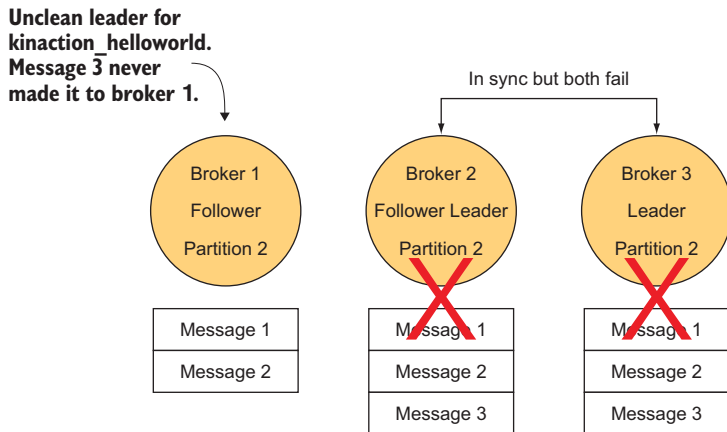 Unclean leader for
kinaction_helloworld.
Message 3 never
made it to broker 1.
In sync but both fail
Broker 1
Follower
Partition 2
Message 1
Message 2
Broker 2
Follower Leader
Partition 2
Message 1
Message 2
Message 3
Broker 3
Leader
Partition 2
Message 1
Message 2
Message 3